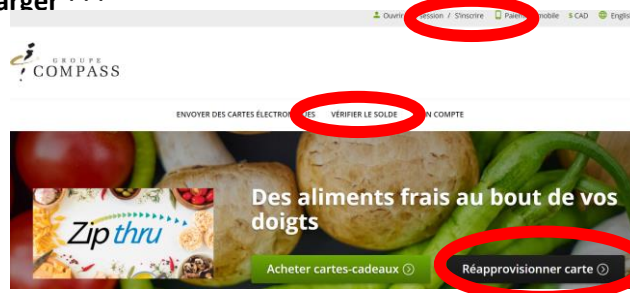 arger
Ouvrir session / S'inscrire Paiement mobile $ CAD English
GROUPE
COMPASS
ENVOYER DES CARTES ÉLECTRONIQUES VÉRIFIER LE SOLDE MON COMPTE
Des aliments frais au bout de vos
doigts
Zip thru
Acheter cartes-cadeaux Réapprovisionner carte